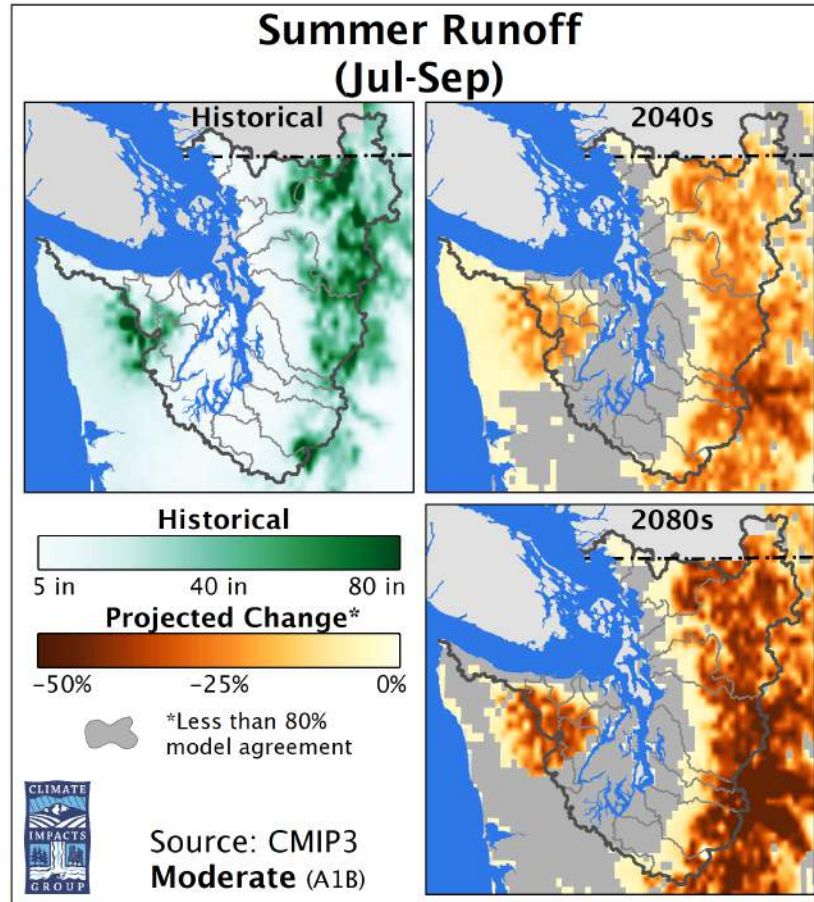 Summer Runoff
(Jul-Sep)
Historical
2040s
Historical
5 in 40 in 80 in
Projected Change*
−50% −25% 0%
*Less than 80%
model agreement
2080s
CLIMATE
IMPACTS
GROUP
Source: CMIP3
Moderate (A1B)